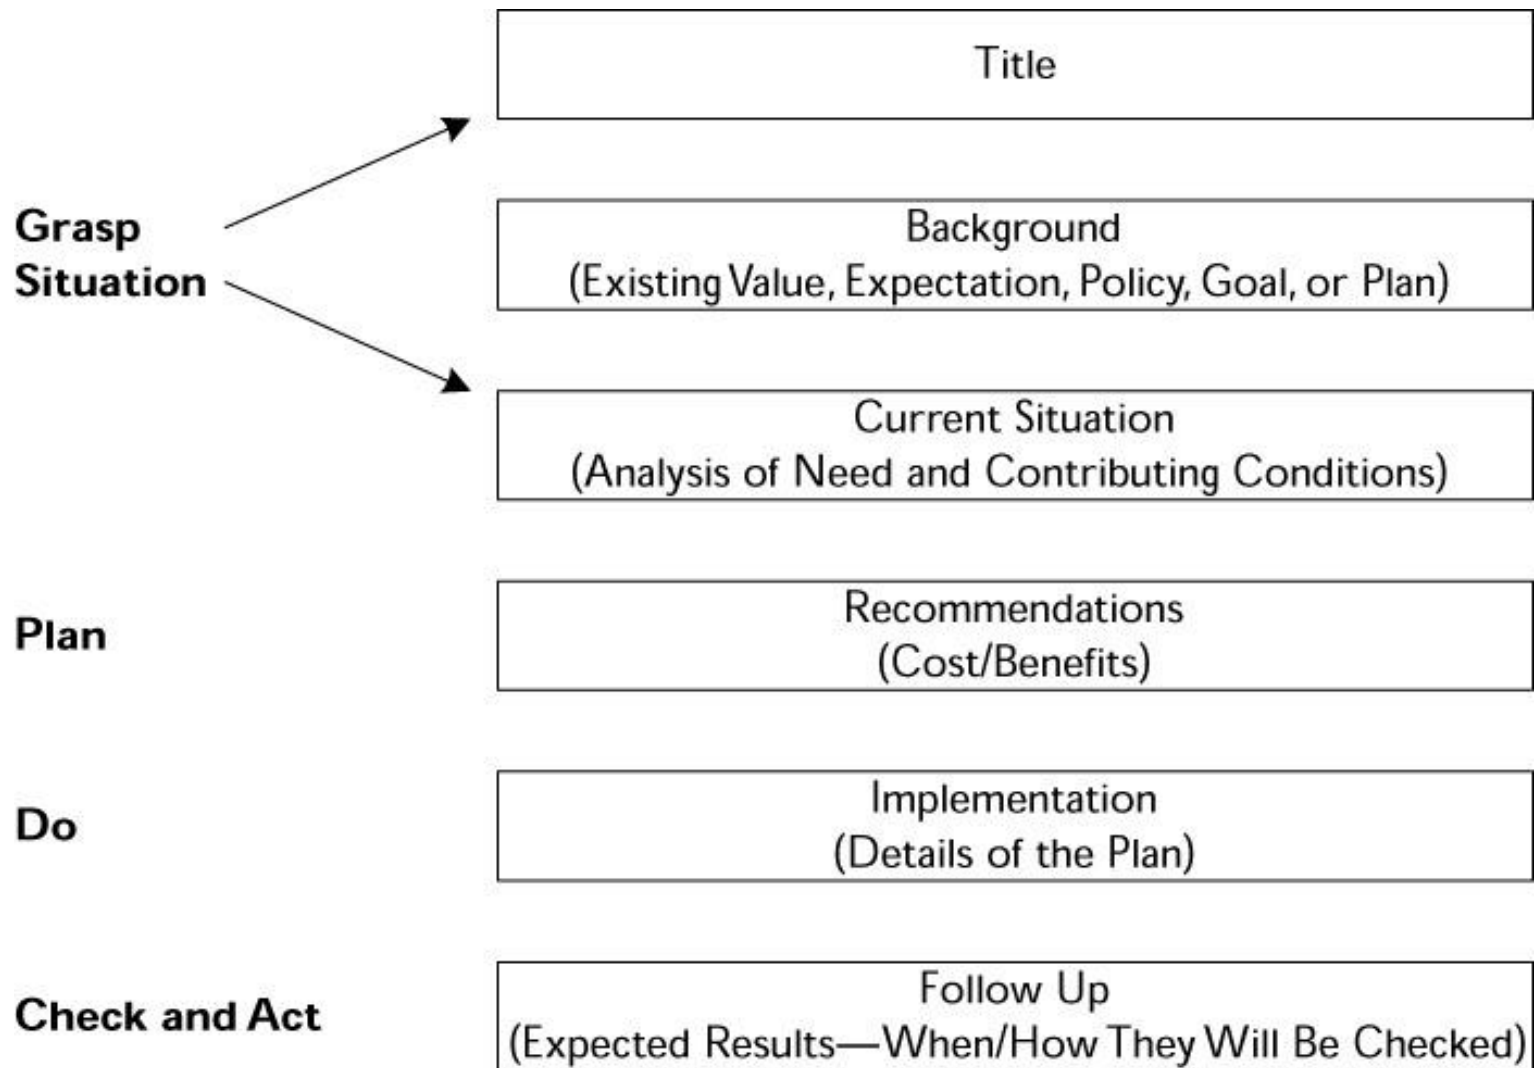 Title
Grasp
Situation
Background
(Existing Value, Expectation, Policy, Goal, or Plan)
Current Situation
(Analysis of Need and Contributing Conditions)
Plan
Recommendations
(Cost/Benefits)
Do
Implementation
(Details of the Plan)
Check and Act
Follow Up
(Expected Results—When/How They Will Be Checked)